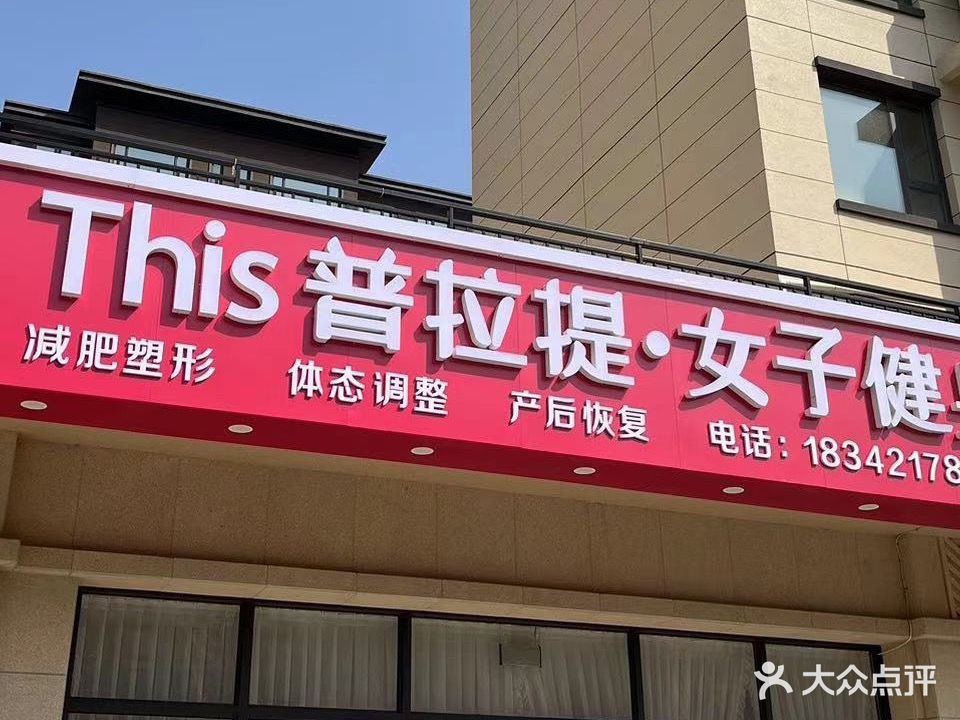 This 普拉提·女子健
减肥塑形 体态调整 产后恢复 电话：18342178
大众点评